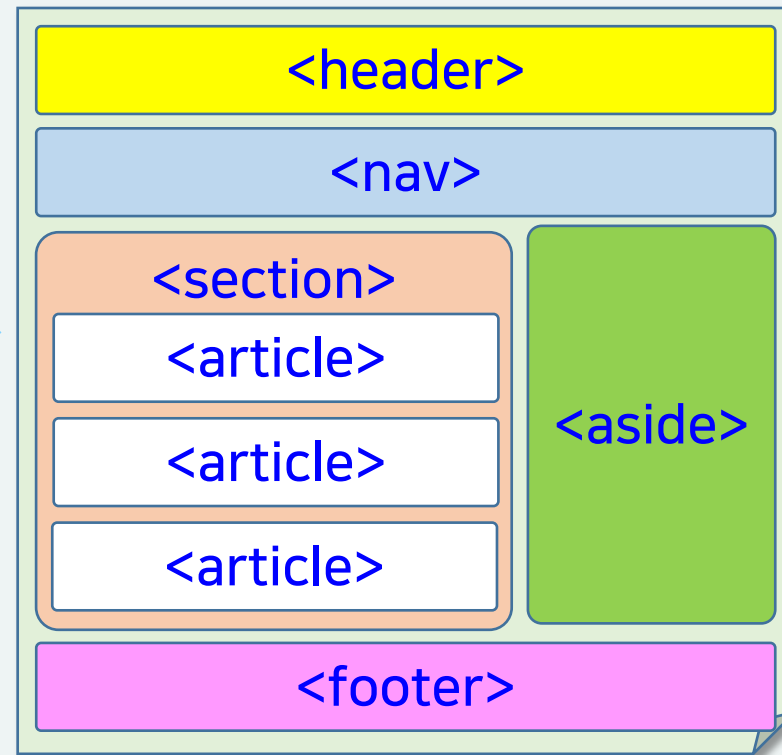 <header>
<nav>
<section>
<article>
<article>
<article>
<aside>
<footer>